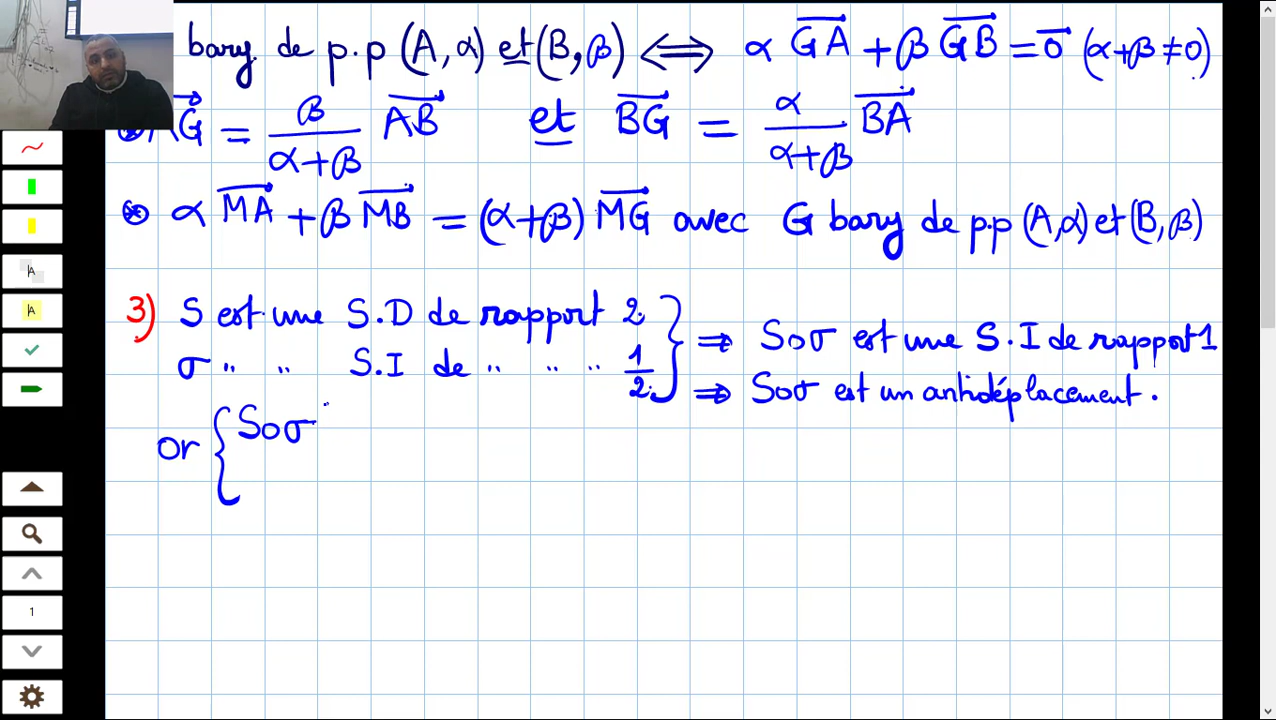 bary de p.p (A, α) et (B, β) ⟺ α GA⃗ + β GB⃗ = 0⃗ (α+β ≠ 0)
⊛ AG⃗ = β/(α+β) AB⃗ et BG⃗ = α/(α+β) BA⃗
⊛ α MA⃗ + β MB⃗ = (α+β) MG⃗ avec G bary de p.p (A,α) et (B, β)
3) S est une S.D de rapport 2 } ⇒ Soσ est une S.I de rapport 1
σ " " S.I de " " " 1/2 } ⇒ Soσ est un antidéplacement.
or { Soσ